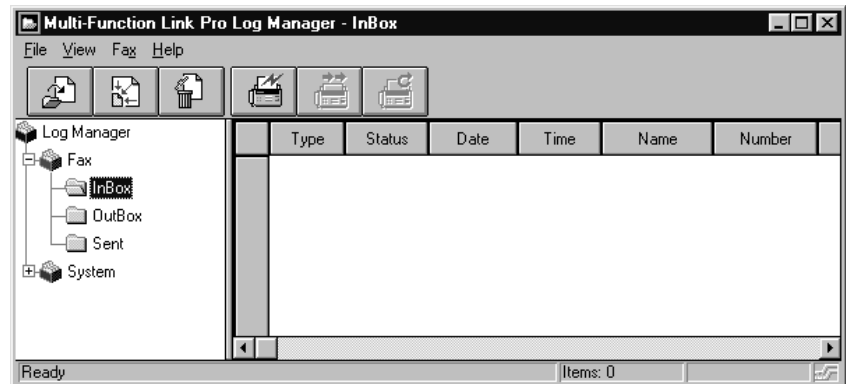 Multi-Function Link Pro Log Manager - InBox
File View Fax Help
Log Manager
Fax
InBox
OutBox
Sent
System
Type Status Date Time Name Number
Ready Items: 0